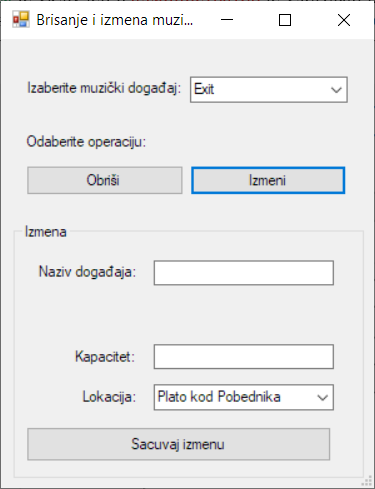 Brisanje i izmena muzi...
Izaberite muzički događaj: Exit
Odaberite operaciju:
Obriši Izmeni
Izmena
Naziv događaja:
Kapacitet:
Lokacija: Plato kod Pobednika
Sacuvaj izmenu